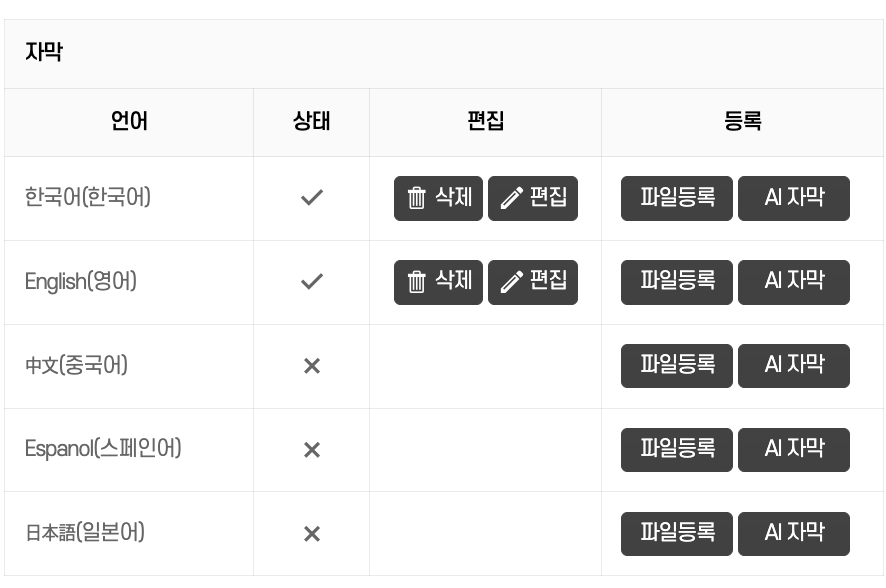 자막
언어 상태 편집 등록
한국어(한국어) 삭제 편집 파일등록 AI 자막
English(영어) 삭제 편집 파일등록 AI 자막
中文(중국어) 파일등록 AI 자막
Espanol(스페인어) 파일등록 AI 자막
日本語(일본어) 파일등록 AI 자막